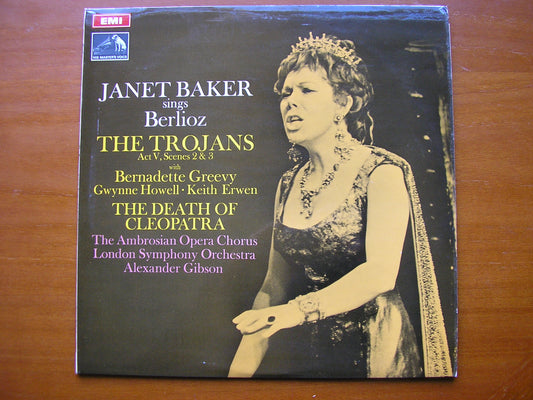 EMI
HIS MASTER'S VOICE
JANET BAKER
sings
Berlioz
THE TROJANS
Act V, Scenes 2 & 3
with
Bernadette Greevy
Gwynne Howell · Keith Erwen
THE DEATH OF
CLEOPATRA
The Ambrosian Opera Chorus
London Symphony Orchestra
Alexander Gibson